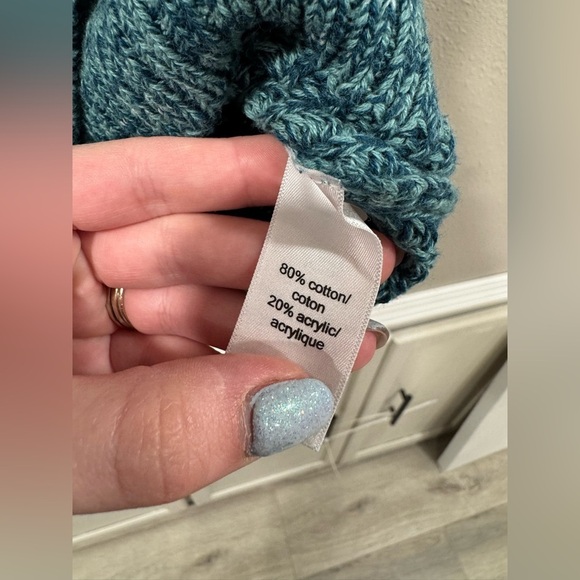 80% cotton/
coton
20% acrylic/
acrylique